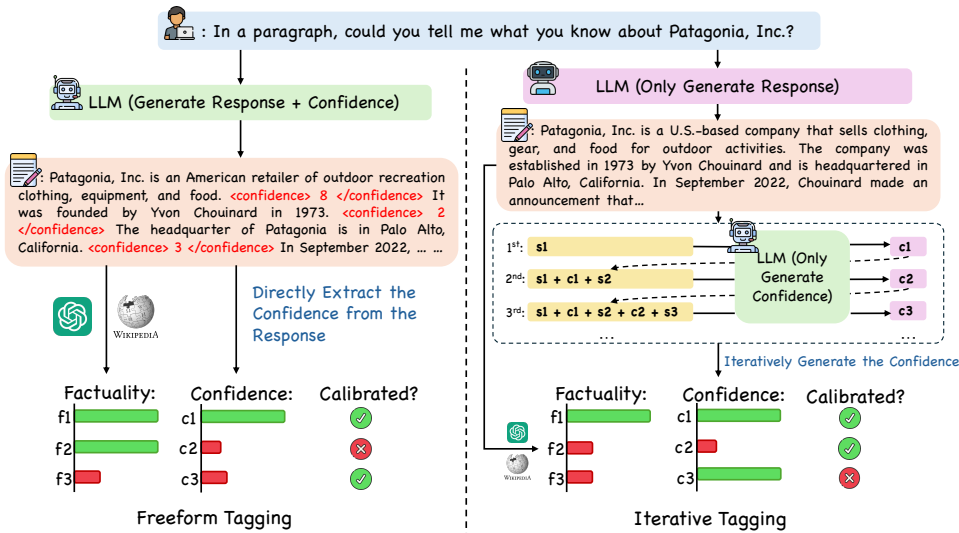 : In a paragraph, could you tell me what you know about Patagonia, Inc.?
LLM (Generate Response + Confidence)
: Patagonia, Inc. is an American retailer of outdoor recreation
clothing, equipment, and food. <confidence> 8 </confidence> It
was founded by Yvon Chouinard in 1973. <confidence> 2
</confidence> The headquarter of Patagonia is in Palo Alto,
California. <confidence> 3 </confidence> In September 2022, ... ...
WIKIPEDIA
Directly Extract the
Confidence from the
Response
Factuality:
f1
f2
f3
Confidence:
c1
c2
c3
Calibrated?
Freeform Tagging
LLM (Only Generate Response)
: Patagonia, Inc. is a U.S.-based company that sells clothing,
gear, and food for outdoor activities. The company was
established in 1973 by Yvon Chouinard and is headquartered in
Palo Alto, California. In September 2022, Chouinard made an
announcement that...
1st: s1
2nd: s1 + c1 + s2
3rd: s1 + c1 + s2 + c2 + s3
...
LLM (Only
Generate
Confidence)
c1
c2
c3
...
Iteratively Generate the Confidence
WIKIPEDIA
Factuality:
f1
f2
f3
Confidence:
c1
c2
c3
Calibrated?
Iterative Tagging